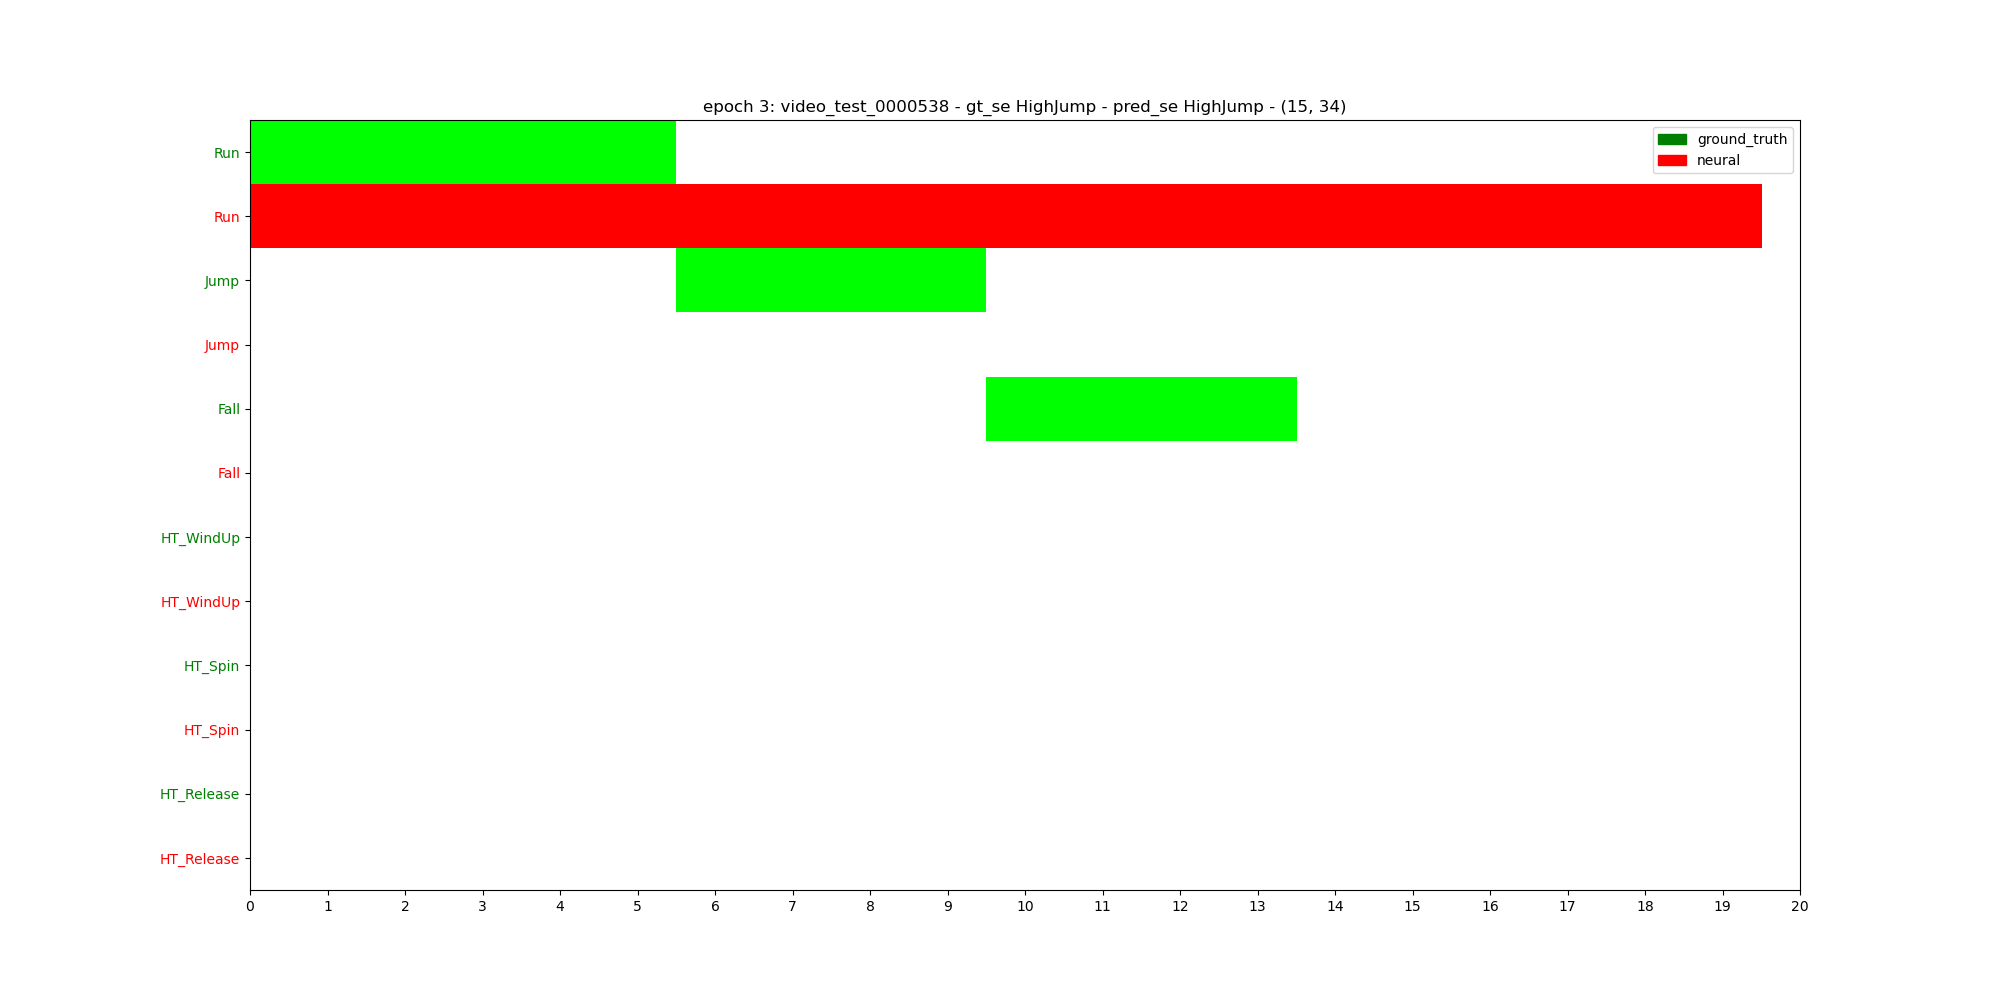 epoch 3: video_test_0000538 - gt_se HighJump - pred_se HighJump - (15, 34)
ground_truth
neural
Run
Run
Jump
Jump
Fall
Fall
HT_WindUp
HT_WindUp
HT_Spin
HT_Spin
HT_Release
HT_Release
0 1 2 3 4 5 6 7 8 9 10 11 12 13 14 15 16 17 18 19 20